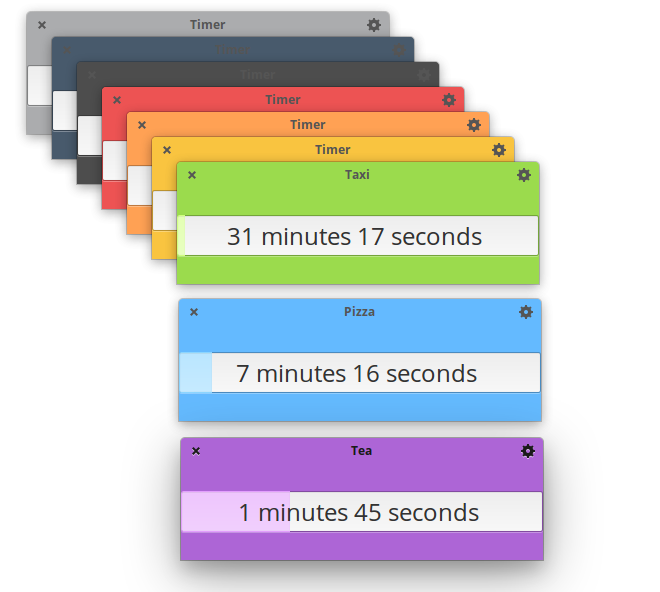 Timer
Timer
Timer
Timer
Timer
Timer
Taxi
31 minutes 17 seconds
Pizza
7 minutes 16 seconds
Tea
1 minutes 45 seconds